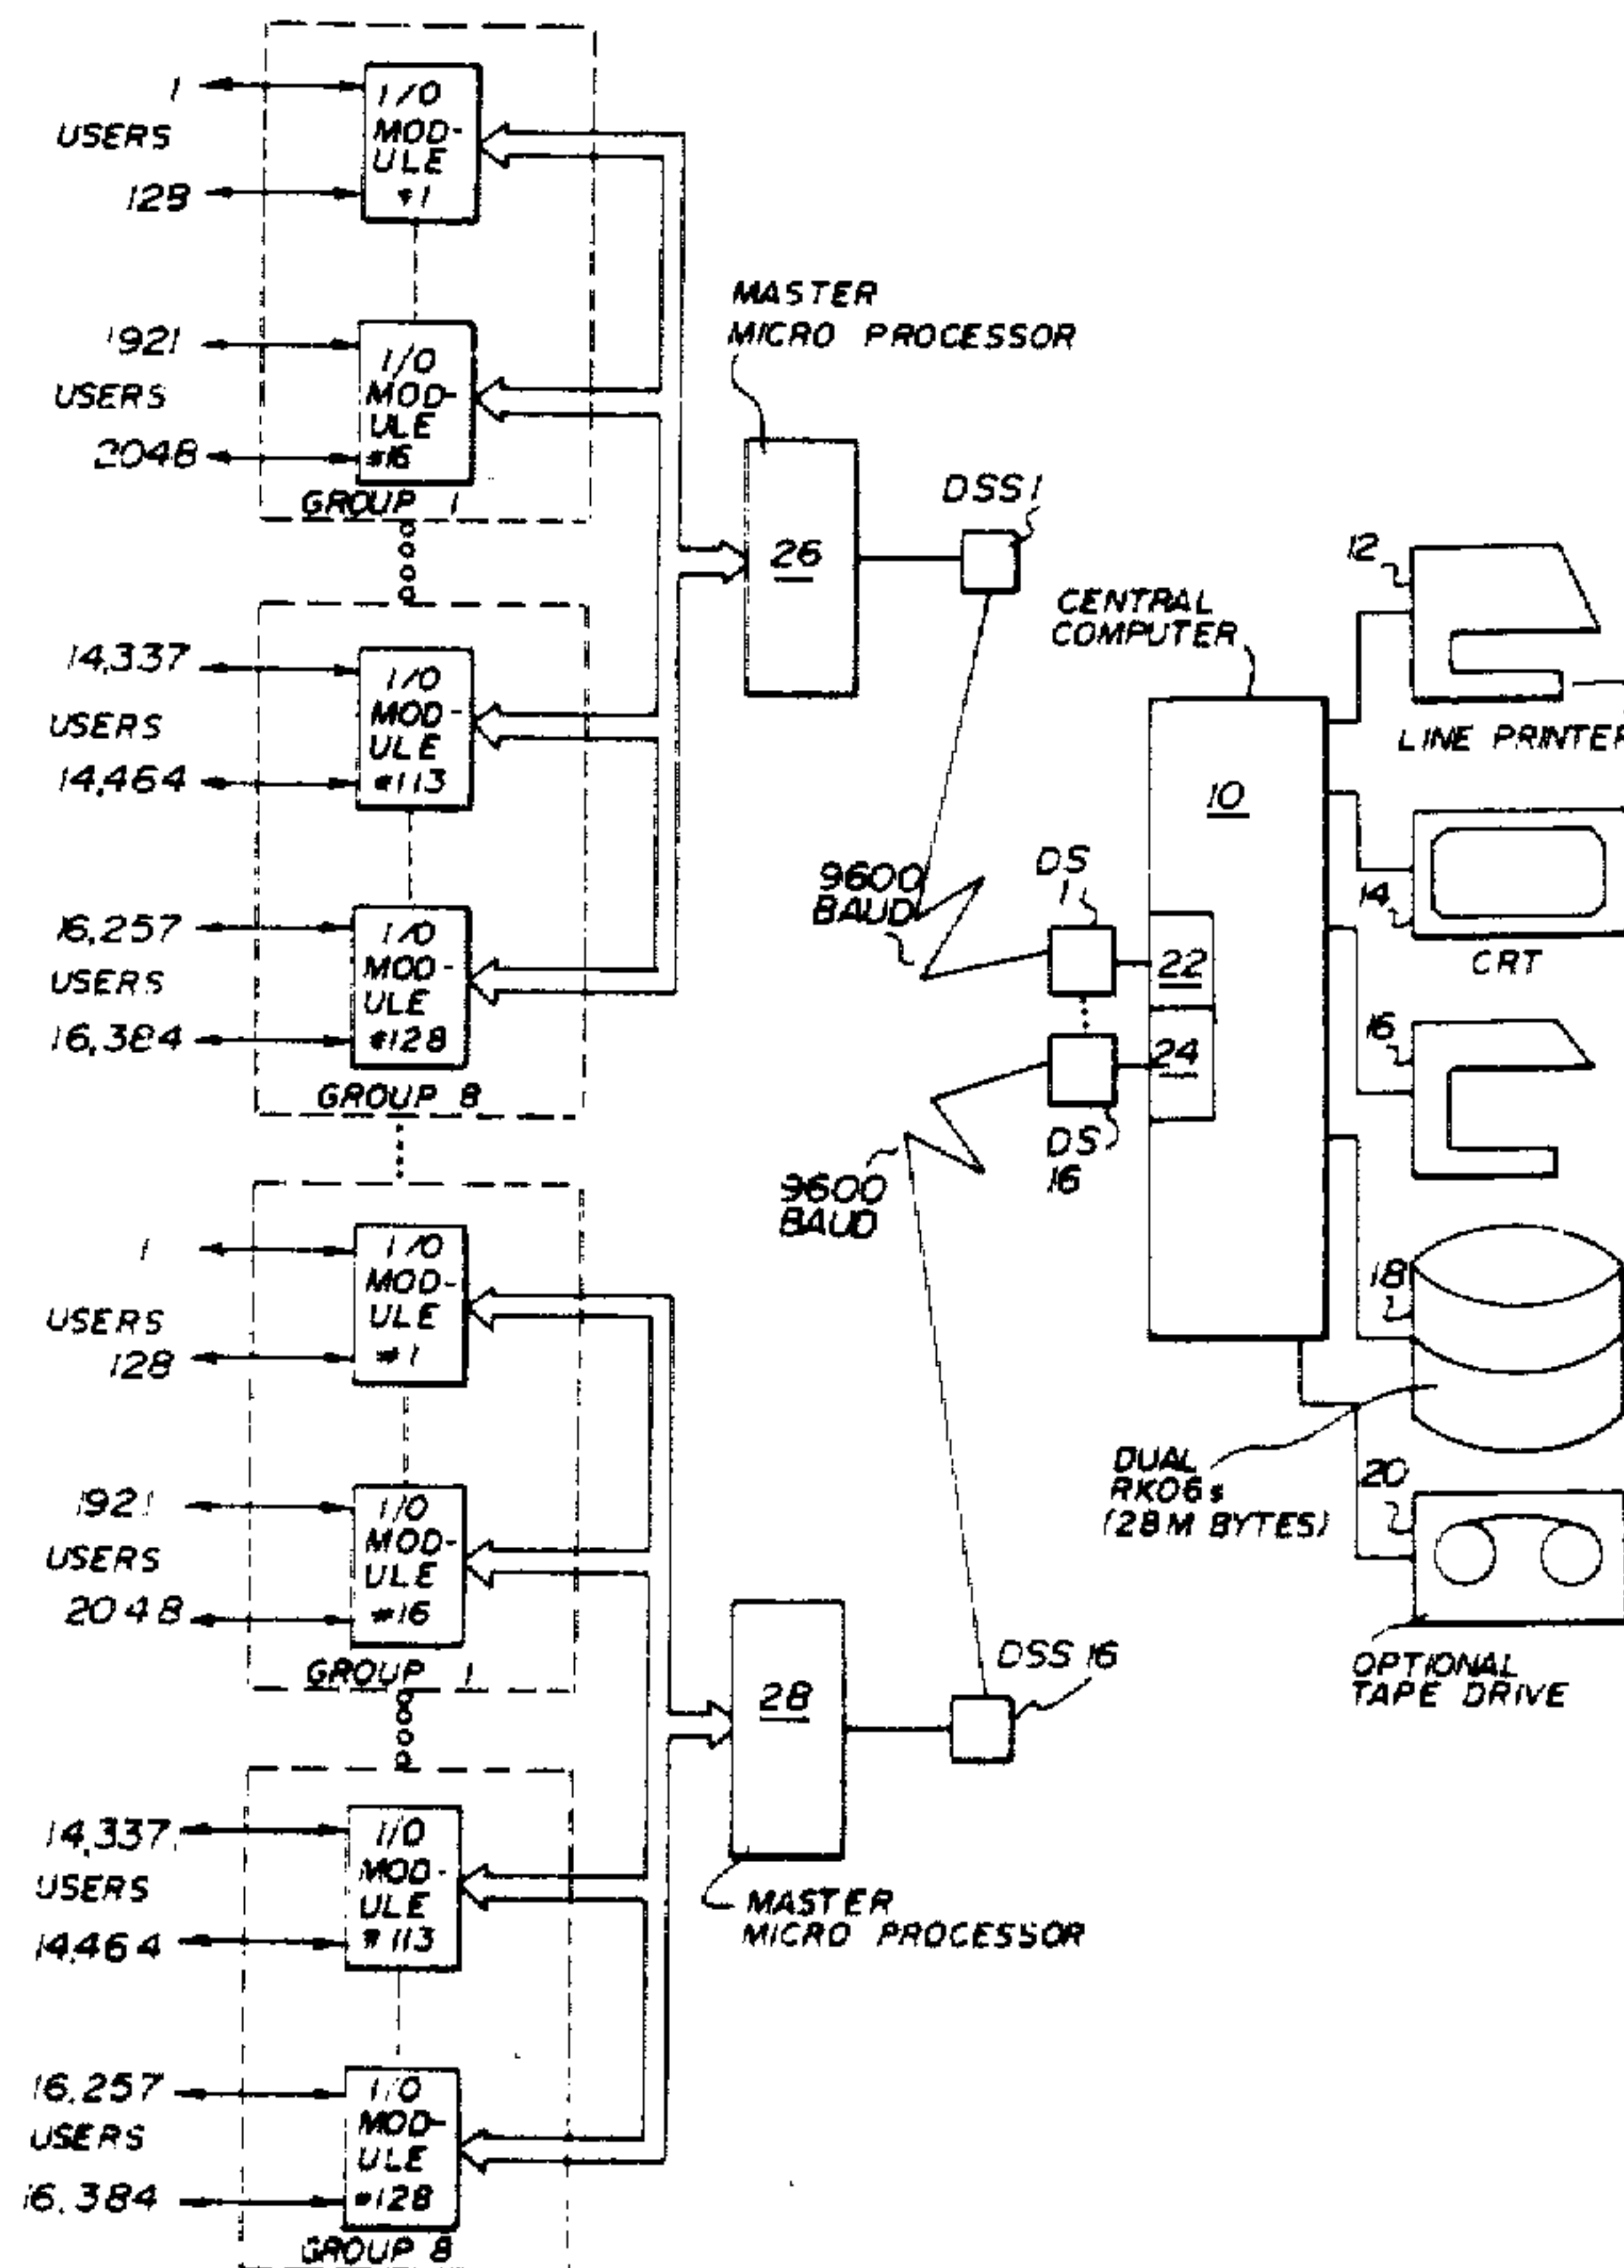 1
USERS
128
I/O
MOD-
ULE
#1
1921
USERS
2048
I/O
MOD-
ULE
#16
GROUP 1
14,337
USERS
14,464
I/O
MOD-
ULE
#113
16,257
USERS
16,384
I/O
MOD-
ULE
#128
GROUP 8
1
USERS
128
I/O
MOD-
ULE
#1
1921
USERS
2048
I/O
MOD-
ULE
#16
GROUP 1
14,337
USERS
14,464
I/O
MOD-
ULE
#113
16,257
USERS
16,384
I/O
MOD-
ULE
#128
GROUP 8
MASTER
MICRO PROCESSOR
26
DSS 1
9600
BAUD
DS
1
DS
16
9600
BAUD
28
DSS 16
MASTER
MICRO PROCESSOR
CENTRAL
COMPUTER
10
22
24
12
LINE PRINTER
14
CRT
16
18
DUAL
RK06s
(28M BYTES)
20
OPTIONAL
TAPE DRIVE